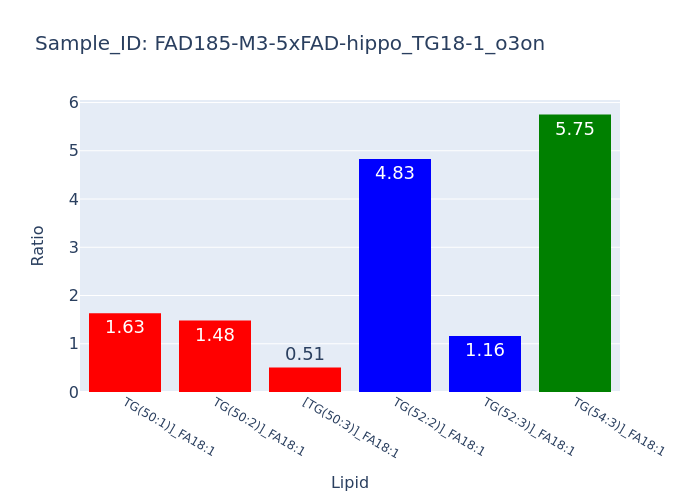 Sample_ID: FAD185-M3-5xFAD-hippo_TG18-1_o3on
6
5
4
3
2
1
0
Ratio
1.63
1.48
0.51
4.83
1.16
5.75
TG(50:1)]_FA18:1
TG(50:2)]_FA18:1
[TG(50:3)]_FA18:1
TG(52:2)]_FA18:1
TG(52:3)]_FA18:1
TG(54:3)]_FA18:1
Lipid